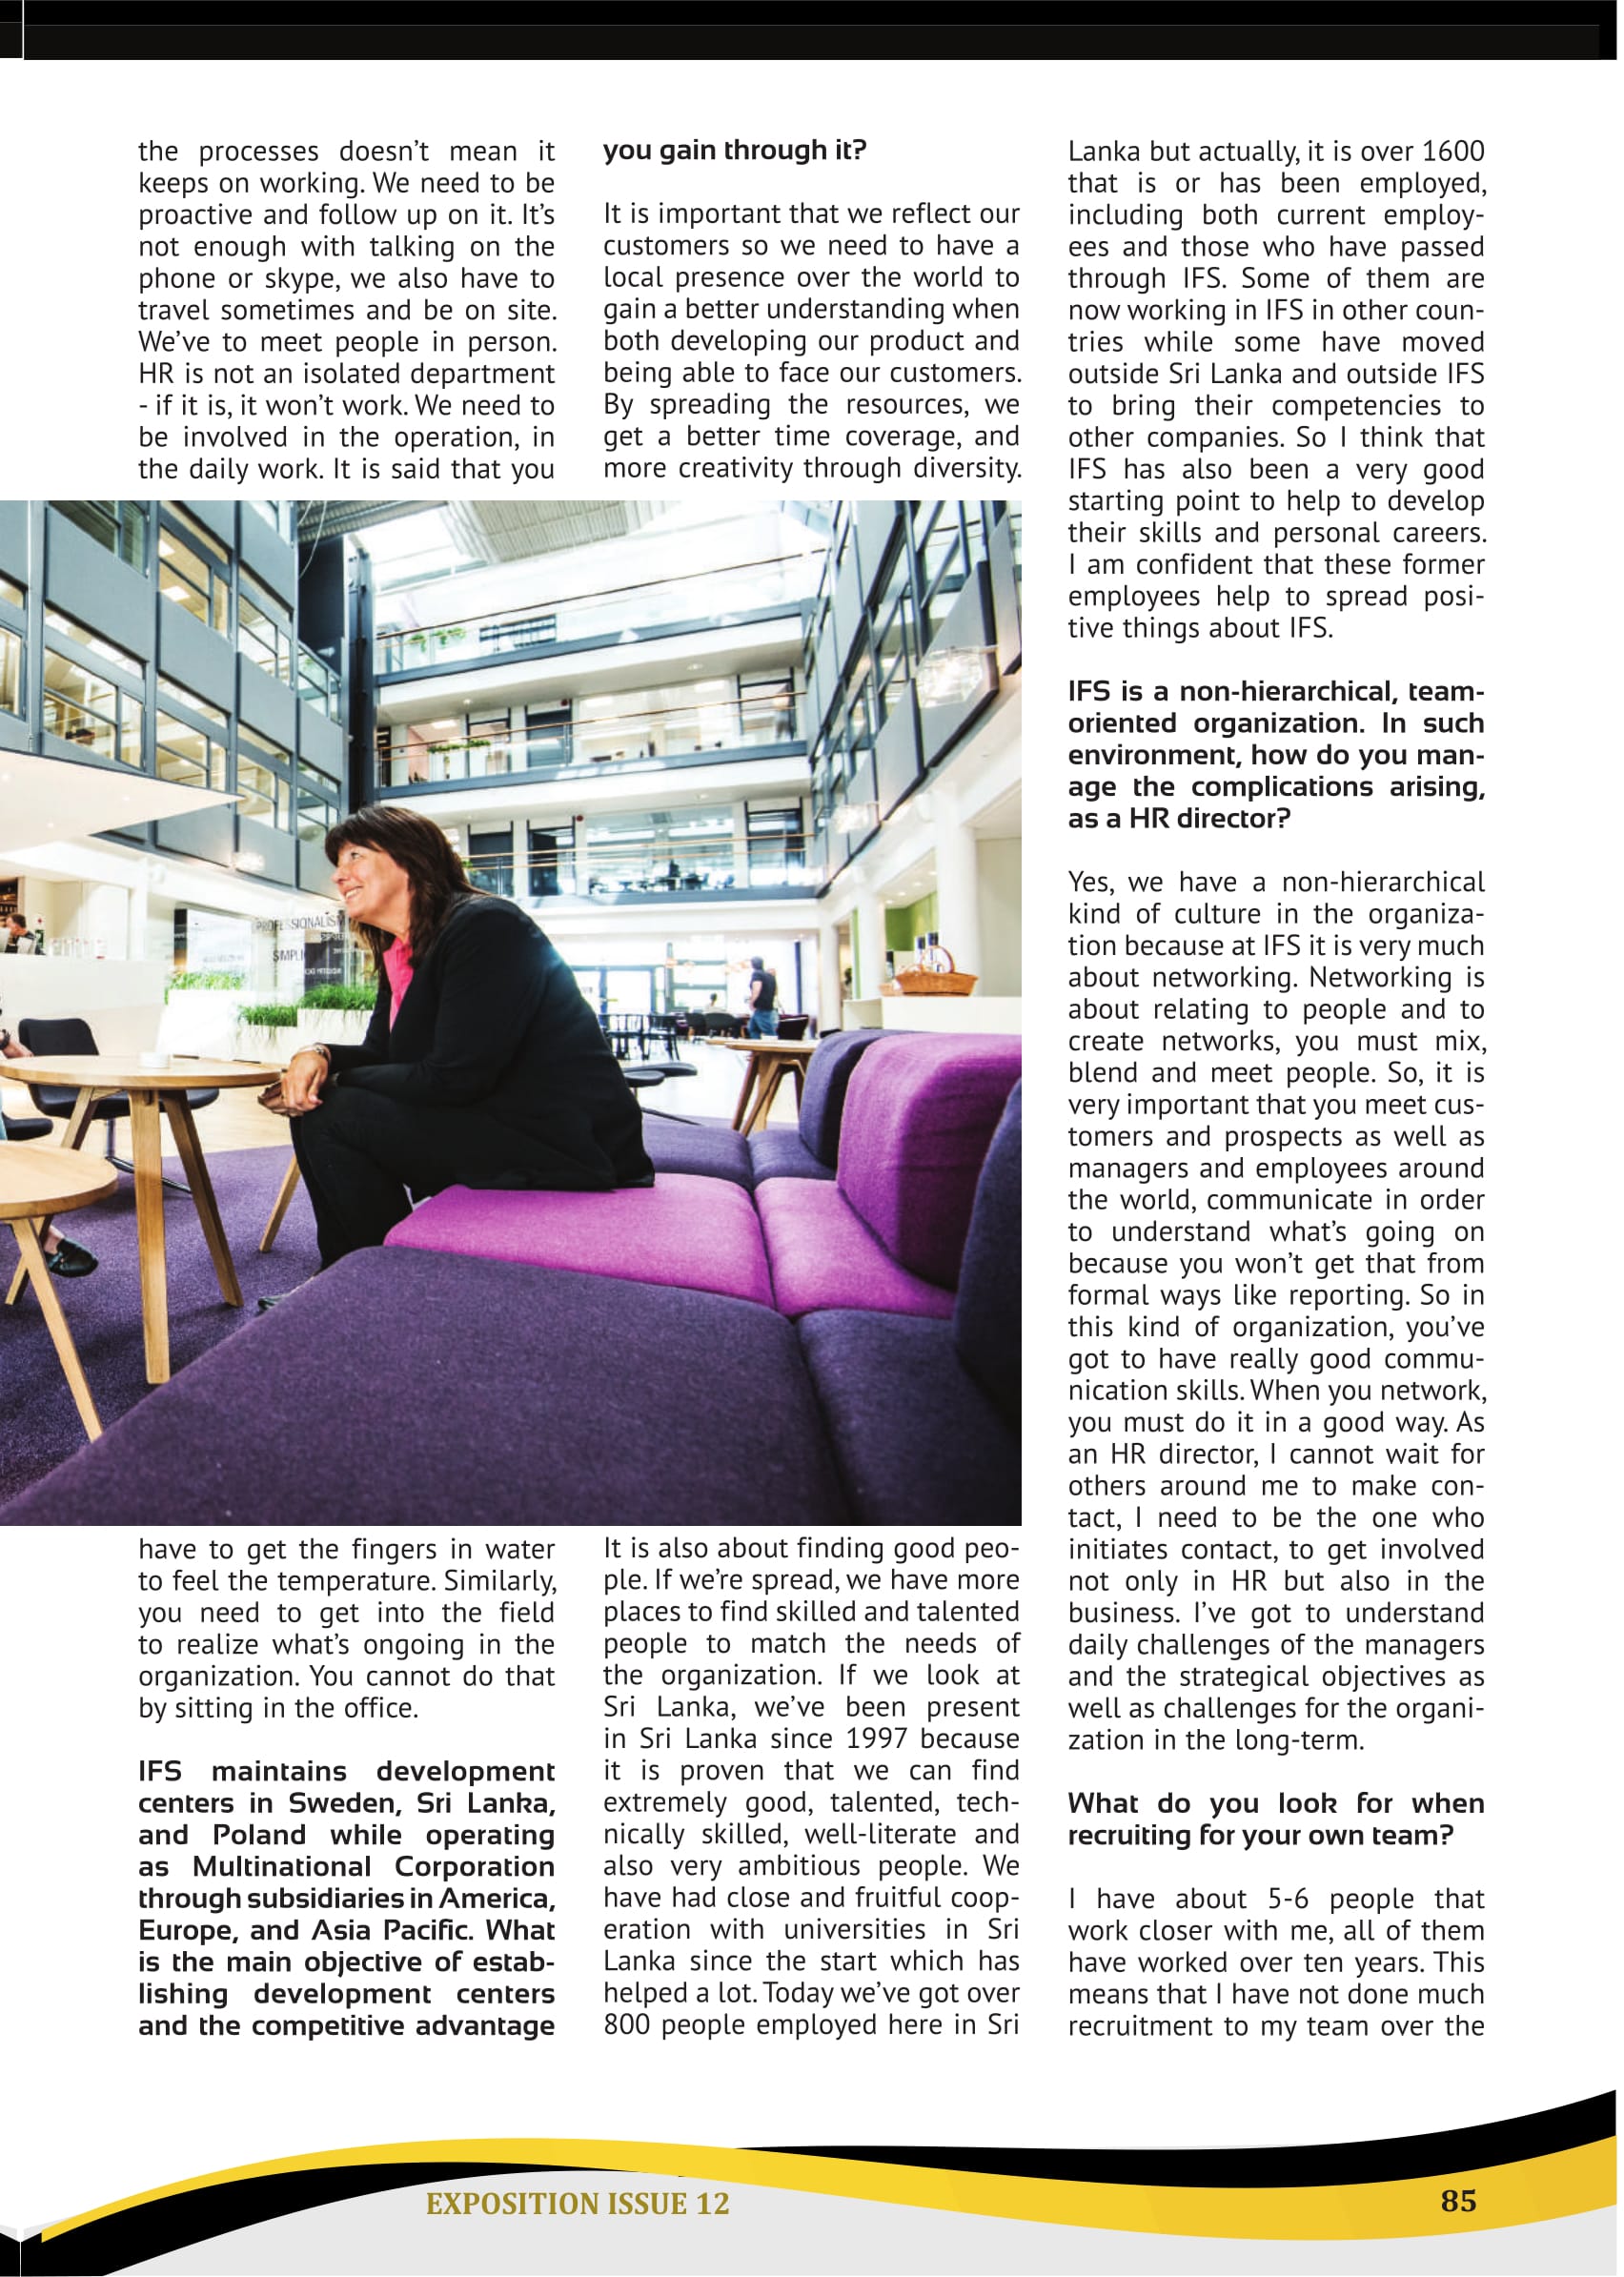 the processes doesn’t mean it
keeps on working. We need to be
proactive and follow up on it. It’s
not enough with talking on the
phone or skype, we also have to
travel sometimes and be on site.
We’ve to meet people in person.
HR is not an isolated department
- if it is, it won’t work. We need to
be involved in the operation, in
the daily work. It is said that you
have to get the fingers in water
to feel the temperature. Similarly,
you need to get into the field
to realize what’s ongoing in the
organization. You cannot do that
by sitting in the office.
IFS maintains development
centers in Sweden, Sri Lanka,
and Poland while operating
as Multinational Corporation
through subsidiaries in America,
Europe, and Asia Pacific. What
is the main objective of estab-
lishing development centers
and the competitive advantage
you gain through it?
It is important that we reflect our
customers so we need to have a
local presence over the world to
gain a better understanding when
both developing our product and
being able to face our customers.
By spreading the resources, we
get a better time coverage, and
more creativity through diversity.
PROFESSIONALISM
It is also about finding good peo-
ple. If we’re spread, we have more
places to find skilled and talented
people to match the needs of
the organization. If we look at
Sri Lanka, we’ve been present
in Sri Lanka since 1997 because
it is proven that we can find
extremely good, talented, tech-
nically skilled, well-literate and
also very ambitious people. We
have had close and fruitful coop-
eration with universities in Sri
Lanka since the start which has
helped a lot. Today we’ve got over
800 people employed here in Sri
Lanka but actually, it is over 1600
that is or has been employed,
including both current employ-
ees and those who have passed
through IFS. Some of them are
now working in IFS in other coun-
tries while some have moved
outside Sri Lanka and outside IFS
to bring their competencies to
other companies. So I think that
IFS has also been a very good
starting point to help to develop
their skills and personal careers.
I am confident that these former
employees help to spread posi-
tive things about IFS.
IFS is a non-hierarchical, team-
oriented organization. In such
environment, how do you man-
age the complications arising,
as a HR director?
Yes, we have a non-hierarchical
kind of culture in the organiza-
tion because at IFS it is very much
about networking. Networking is
about relating to people and to
create networks, you must mix,
blend and meet people. So, it is
very important that you meet cus-
tomers and prospects as well as
managers and employees around
the world, communicate in order
to understand what’s going on
because you won’t get that from
formal ways like reporting. So in
this kind of organization, you’ve
got to have really good commu-
nication skills. When you network,
you must do it in a good way. As
an HR director, I cannot wait for
others around me to make con-
tact, I need to be the one who
initiates contact, to get involved
not only in HR but also in the
business. I’ve got to understand
daily challenges of the managers
and the strategical objectives as
well as challenges for the organi-
zation in the long-term.
What do you look for when
recruiting for your own team?
I have about 5-6 people that
work closer with me, all of them
have worked over ten years. This
means that I have not done much
recruitment to my team over the
EXPOSITION ISSUE 12
85